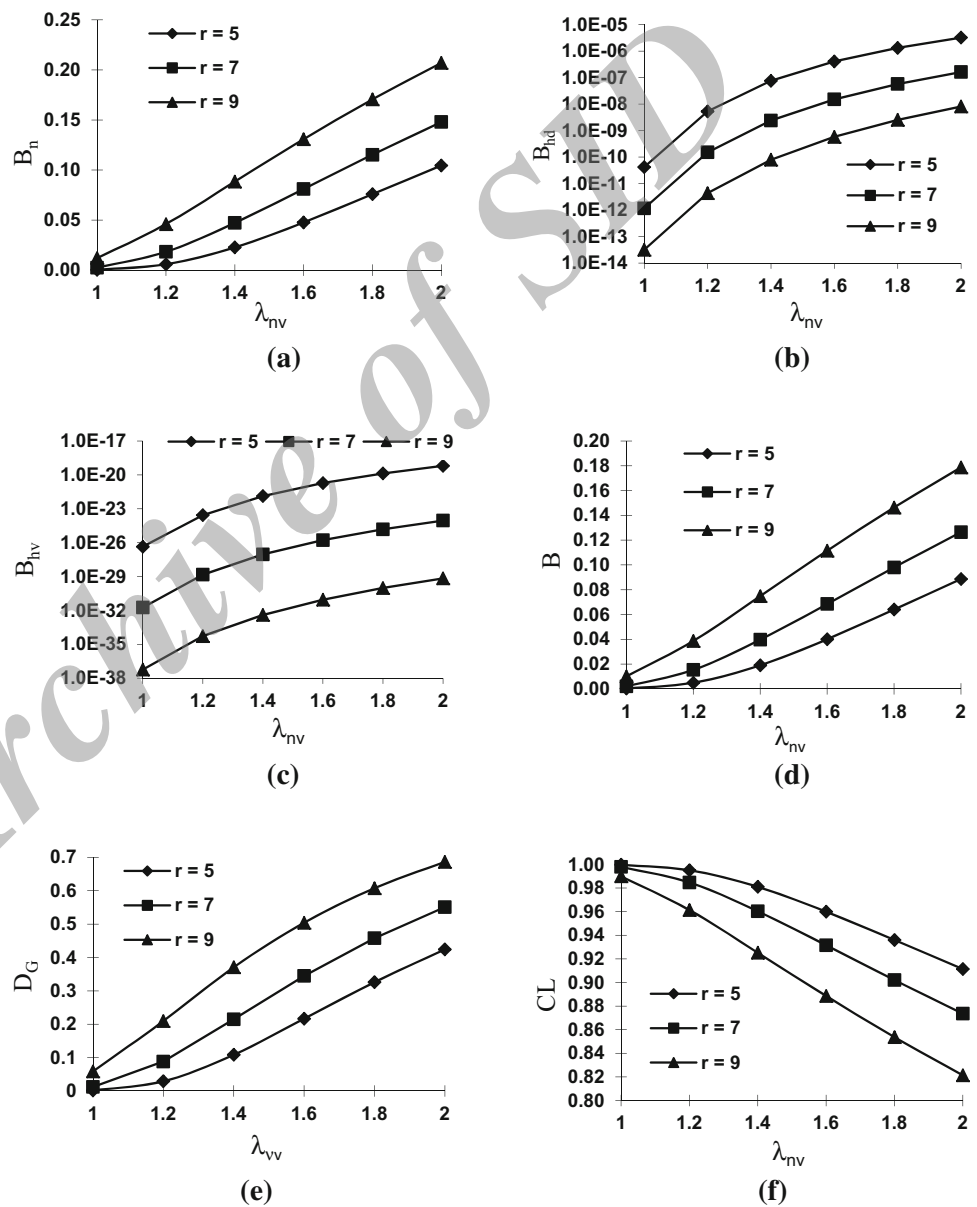 0.25
0.20
0.15
0.10
0.05
0.00
Bn
r = 5
r = 7
r = 9
1 1.2 1.4 1.6 1.8 2
λnv
(a)
1.0E-05
1.0E-06
1.0E-07
1.0E-08
1.0E-09
1.0E-10
1.0E-11
1.0E-12
1.0E-13
1.0E-14
Bhd
r = 5
r = 7
r = 9
1 1.2 1.4 1.6 1.8 2
λnv
(b)
1.0E-17
1.0E-20
1.0E-23
1.0E-26
1.0E-29
1.0E-32
1.0E-35
1.0E-38
Bhv
r = 5 r = 7 r = 9
1 1.2 1.4 1.6 1.8 2
λnv
(c)
0.20
0.18
0.16
0.14
0.12
0.10
0.08
0.06
0.04
0.02
0.00
B
r = 5
r = 7
r = 9
1 1.2 1.4 1.6 1.8 2
λnv
(d)
0.7
0.6
0.5
0.4
0.3
0.2
0.1
0
DG
r = 5
r = 7
r = 9
1 1.2 1.4 1.6 1.8 2
λνv
(e)
1.00
0.98
0.96
0.94
0.92
0.90
0.88
0.86
0.84
0.82
0.80
CL
r = 5
r = 7
r = 9
1 1.2 1.4 1.6 1.8 2
λnv
(f)
Archive of SID